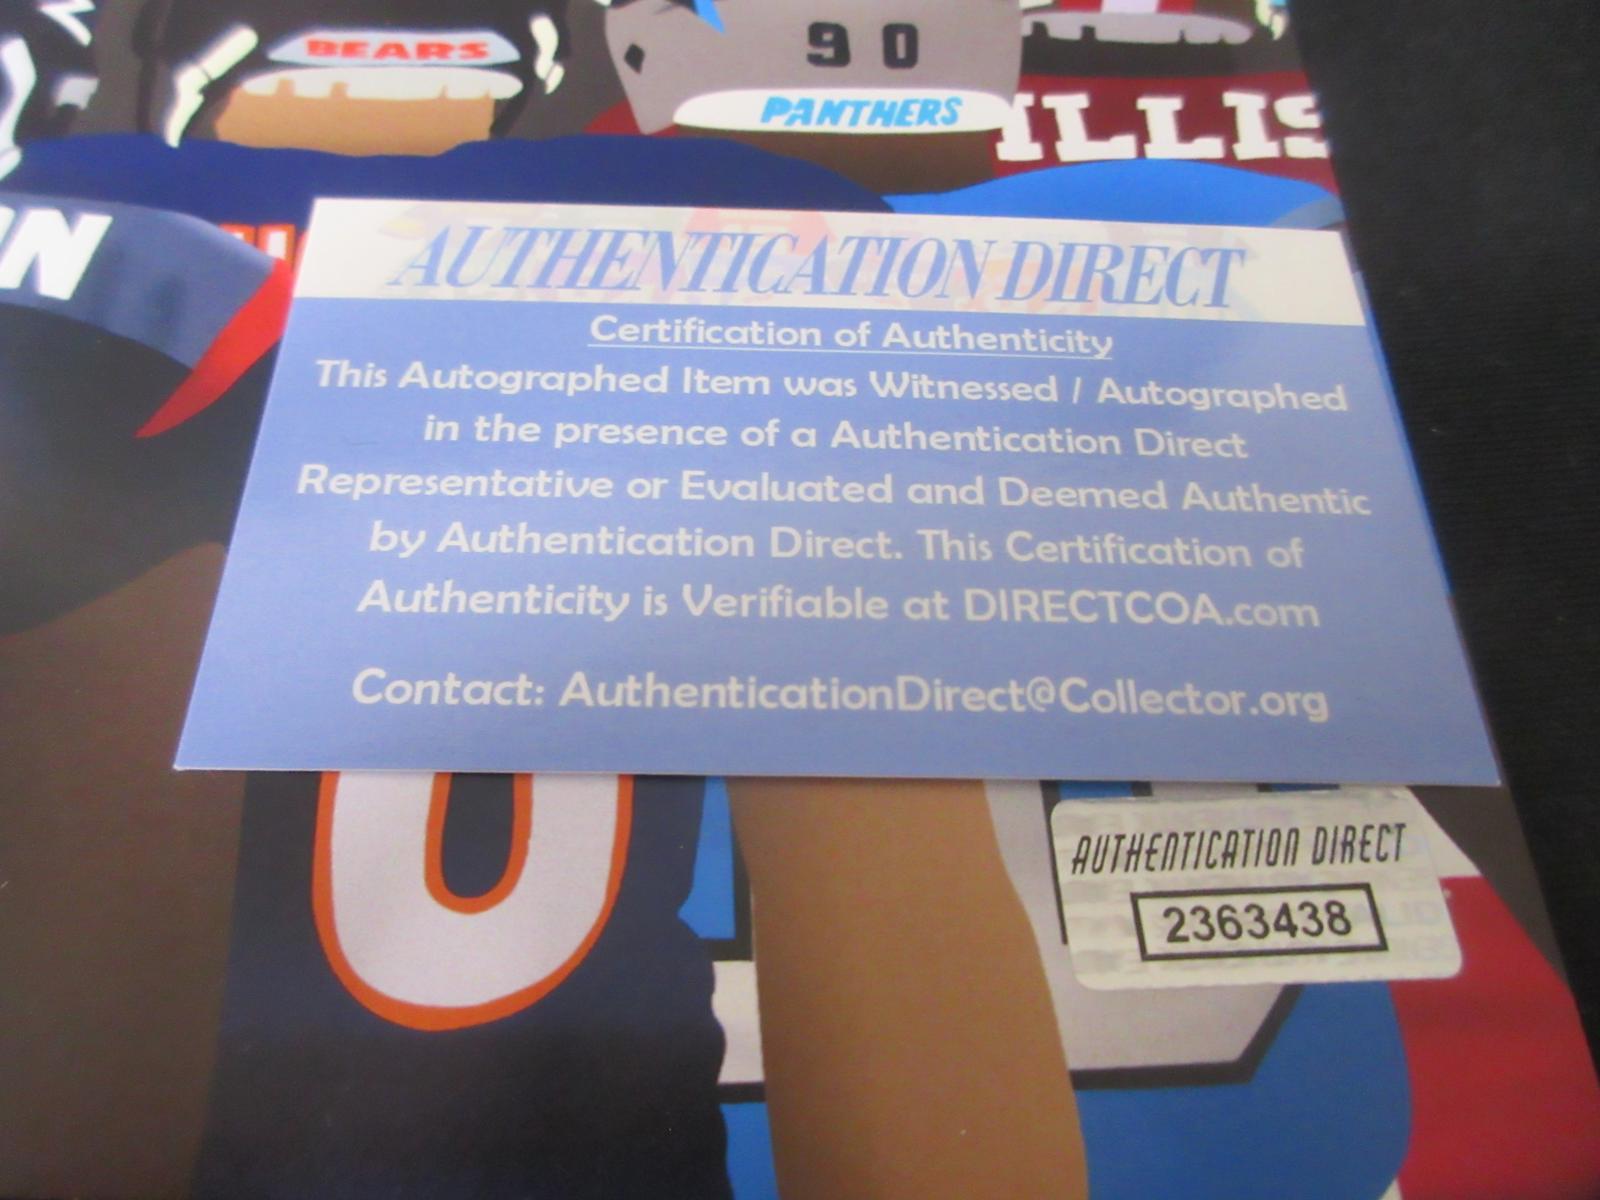 BEARS
90
PANTHERS
ILLIS
N
AUTHENTICATION DIRECT
Certification of Authenticity
This Autographed Item was Witnessed / Autographed
in the presence of a Authentication Direct
Representative or Evaluated and Deemed Authentic
by Authentication Direct. This Certification of
Authenticity is Verifiable at DIRECTCOA.com
Contact: AuthenticationDirect@Collector.org
AUTHENTICATION DIRECT
2363438